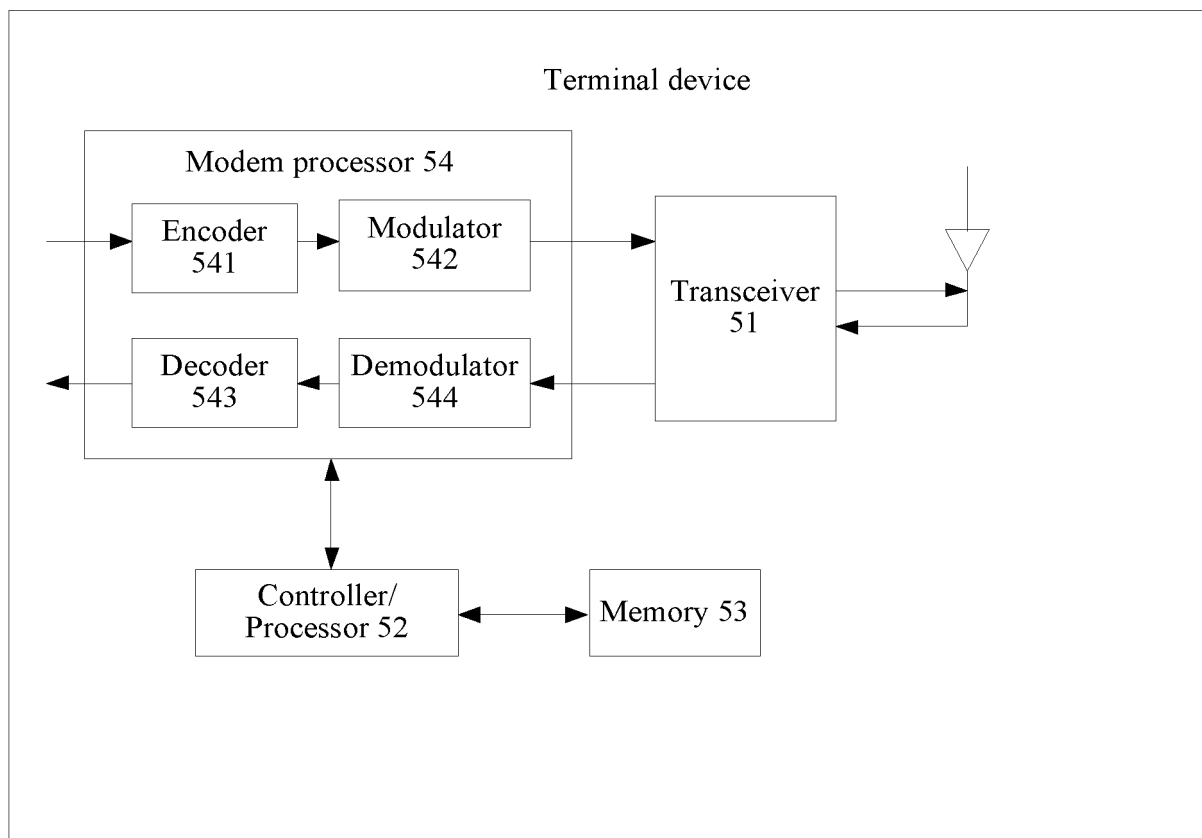 Terminal device
Modem processor 54
Encoder
541
Modulator
542
Transceiver
51
Decoder
543
Demodulator
544
Controller/
Processor 52
Memory 53